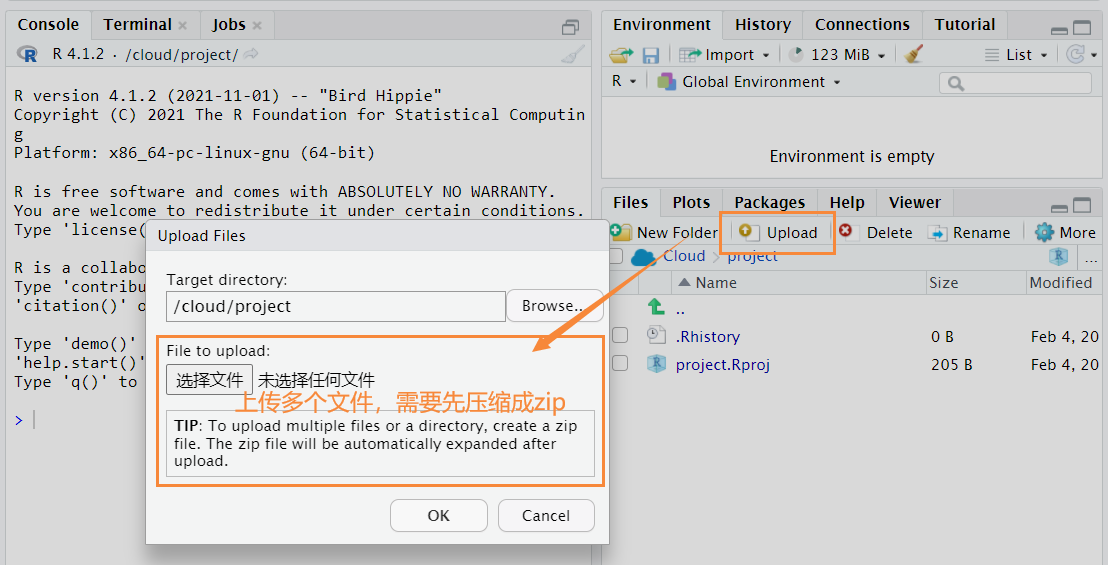 Console Terminal Jobs
R 4.1.2 · /cloud/project/
R version 4.1.2 (2021-11-01) -- "Bird Hippie"
Copyright (C) 2021 The R Foundation for Statistical Computin
g
Platform: x86_64-pc-linux-gnu (64-bit)
R is free software and comes with ABSOLUTELY NO WARRANTY.
You are welcome to redistribute it under certain conditions.
Type 'license(
R is a collabo
Type 'contribu
'citation()' o
Type 'demo()'
'help.start()'
Type 'q()' to
>
Environment History Connections Tutorial
Import 123 MiB List
R Global Environment
Environment is empty
Files Plots Packages Help Viewer
New Folder Upload Delete Rename More
Cloud project R ...
Name Size Modified
..
.Rhistory 0 B Feb 4, 20
project.Rproj 205 B Feb 4, 20
Upload Files
Target directory:
/cloud/project Browse...
File to upload:
选择文件 未选择任何文件
上传多个文件，需要先压缩成zip
TIP: To upload multiple files or a directory, create a zip
file. The zip file will be automatically expanded after
upload.
OK Cancel